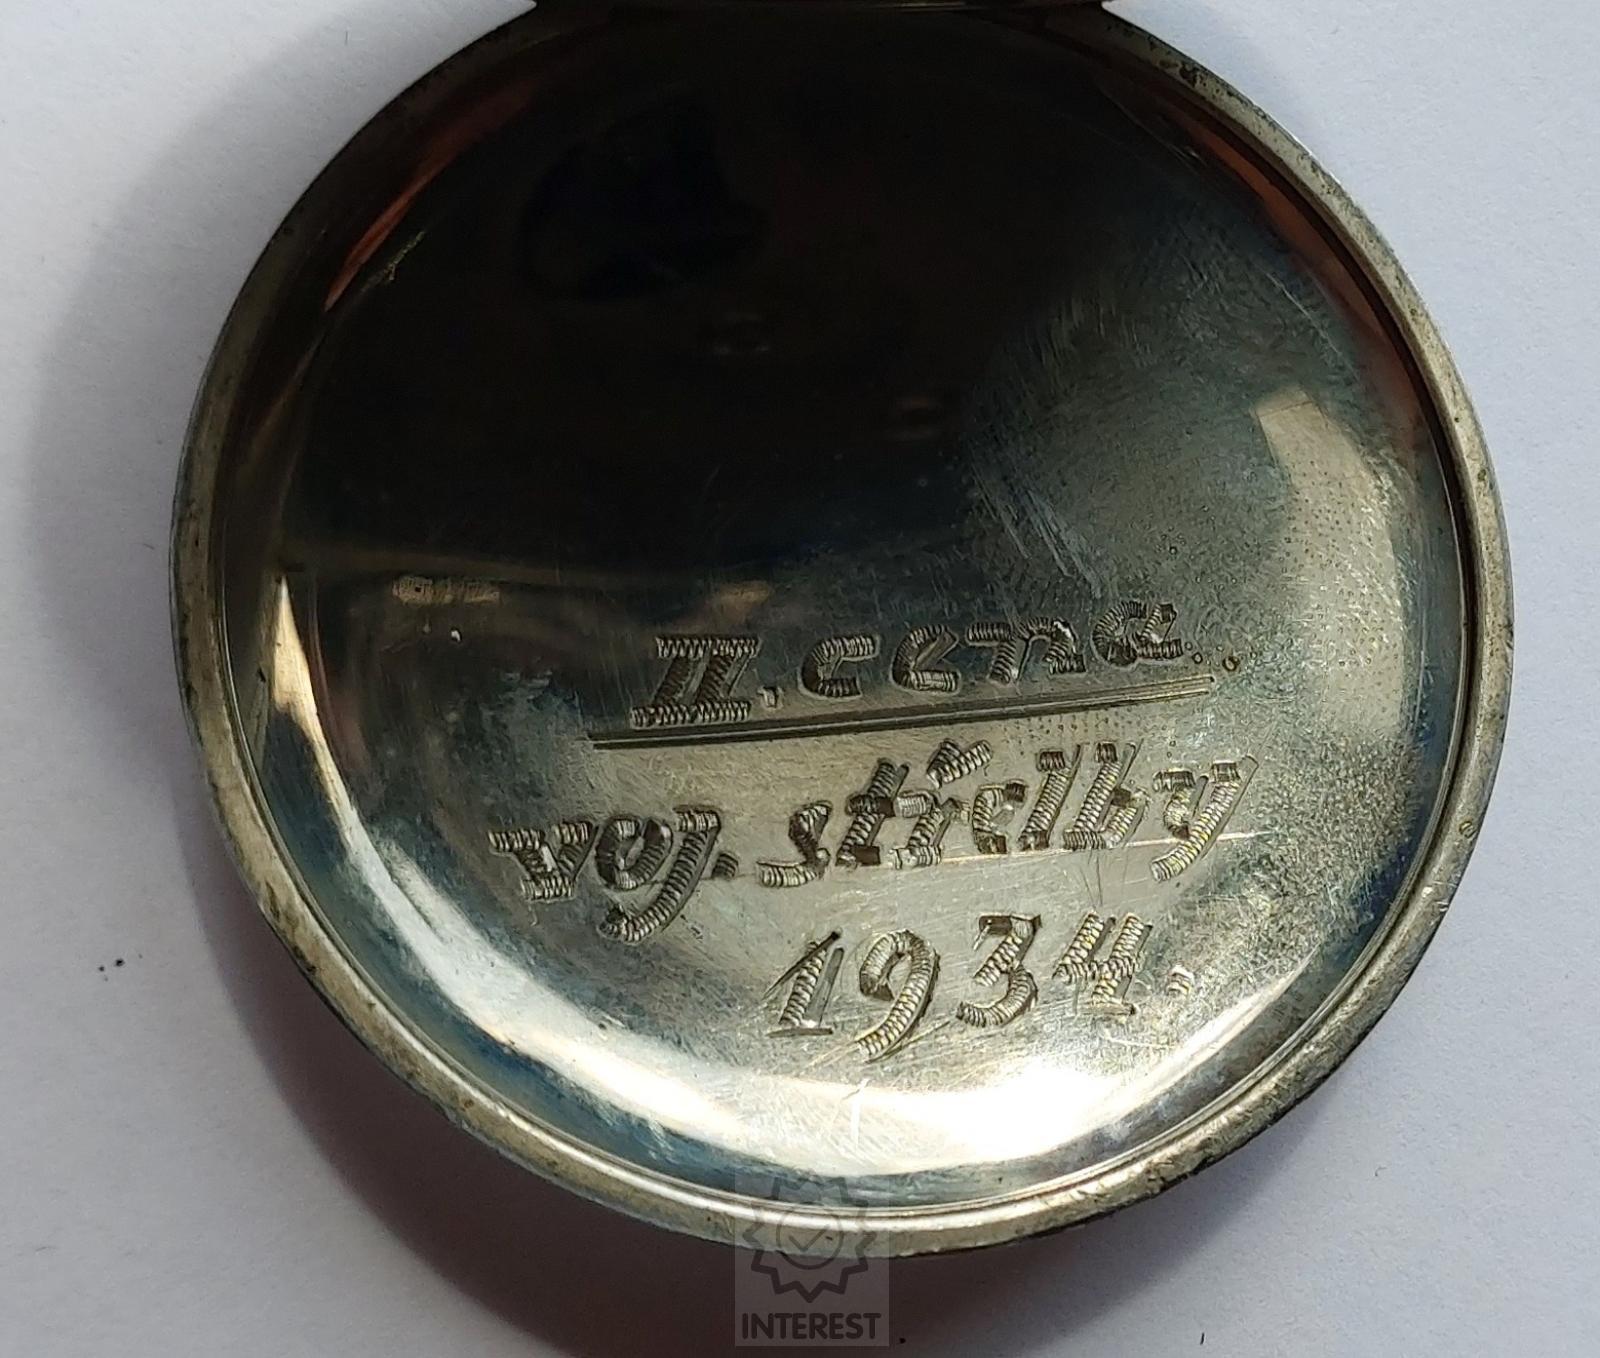 II. cena
voj. střelby
1934.
INTEREST